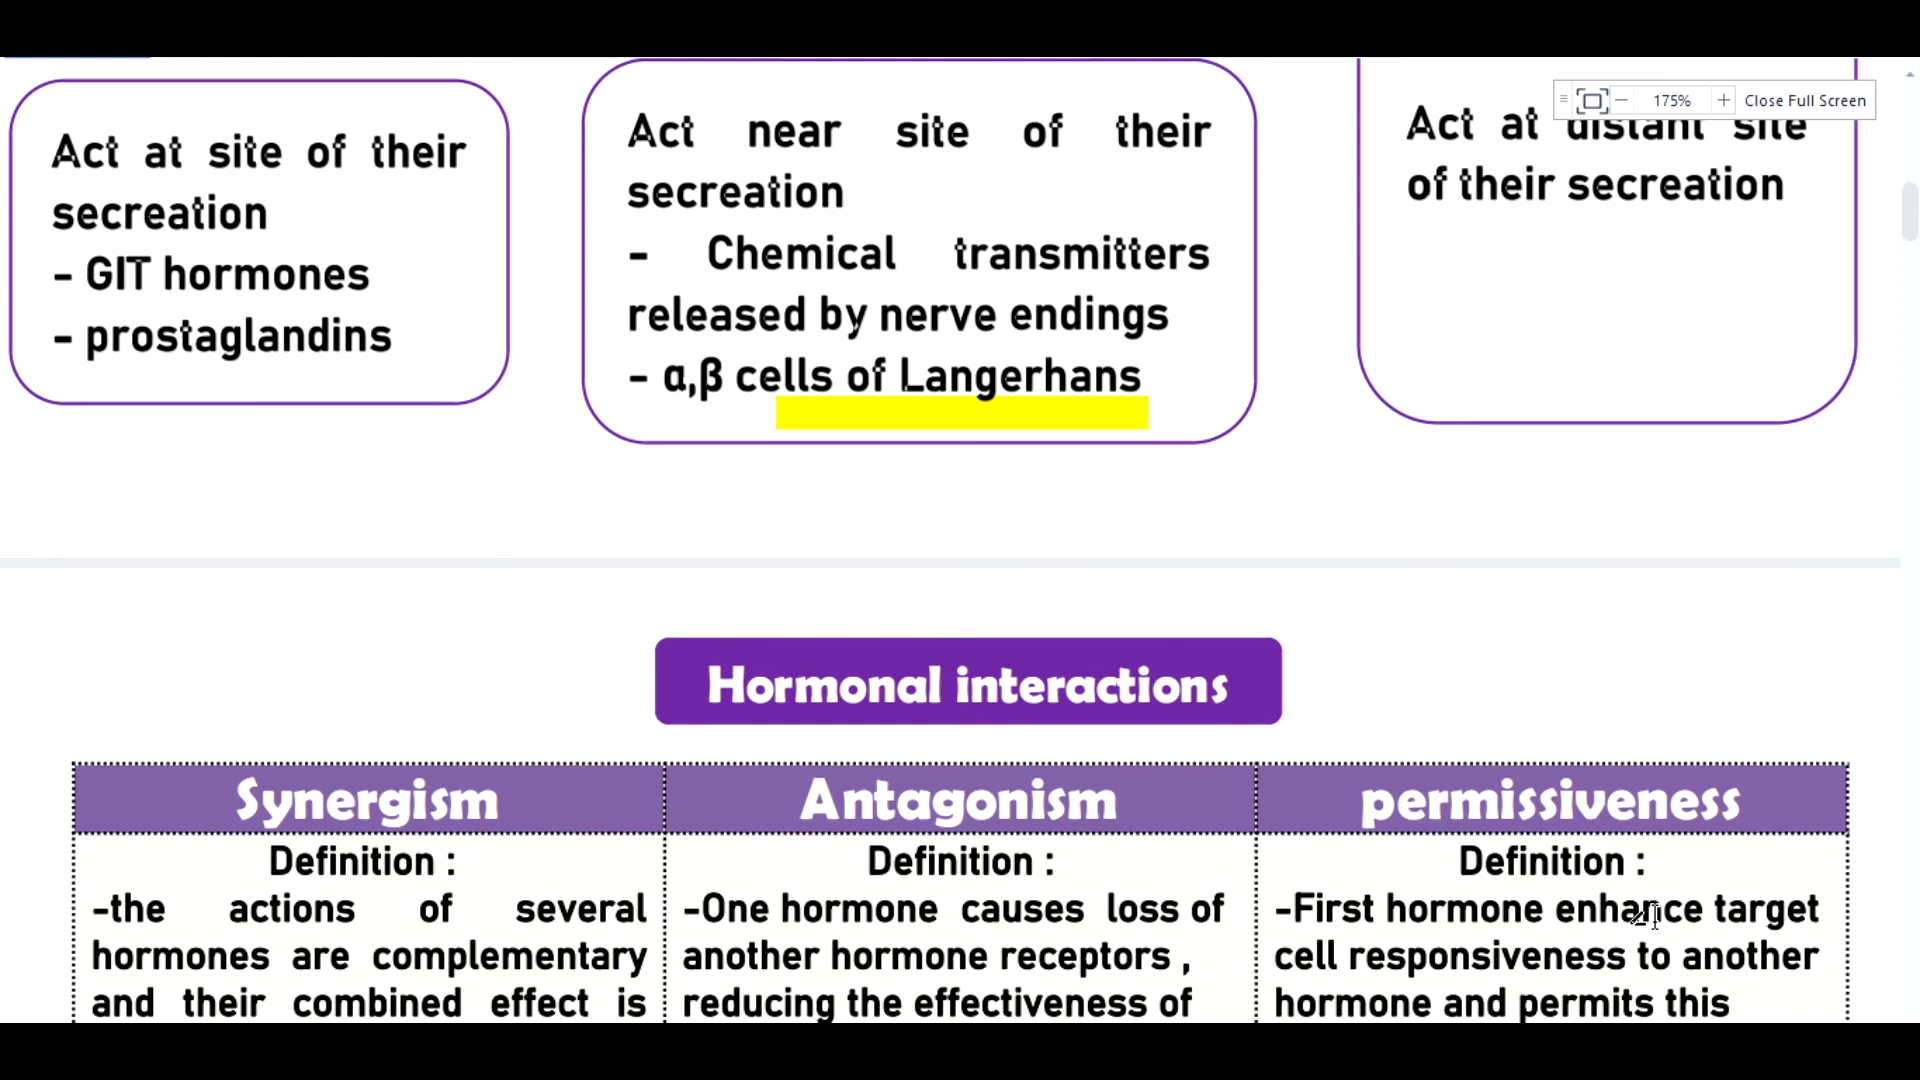 Act at site of their
secreation
- GIT hormones
- prostaglandins
Act near site of their
secreation
- Chemical transmitters
released by nerve endings
- α,β cells of Langerhans
175%
Close Full Screen
Act at distant site
of their secreation
Hormonal interactions
Synergism
Definition :
-the actions of several
hormones are complementary
and their combined effect is
Antagonism
Definition :
-One hormone causes loss of
another hormone receptors ,
reducing the effectiveness of
permissiveness
Definition :
-First hormone enhance target
cell responsiveness to another
hormone and permits this